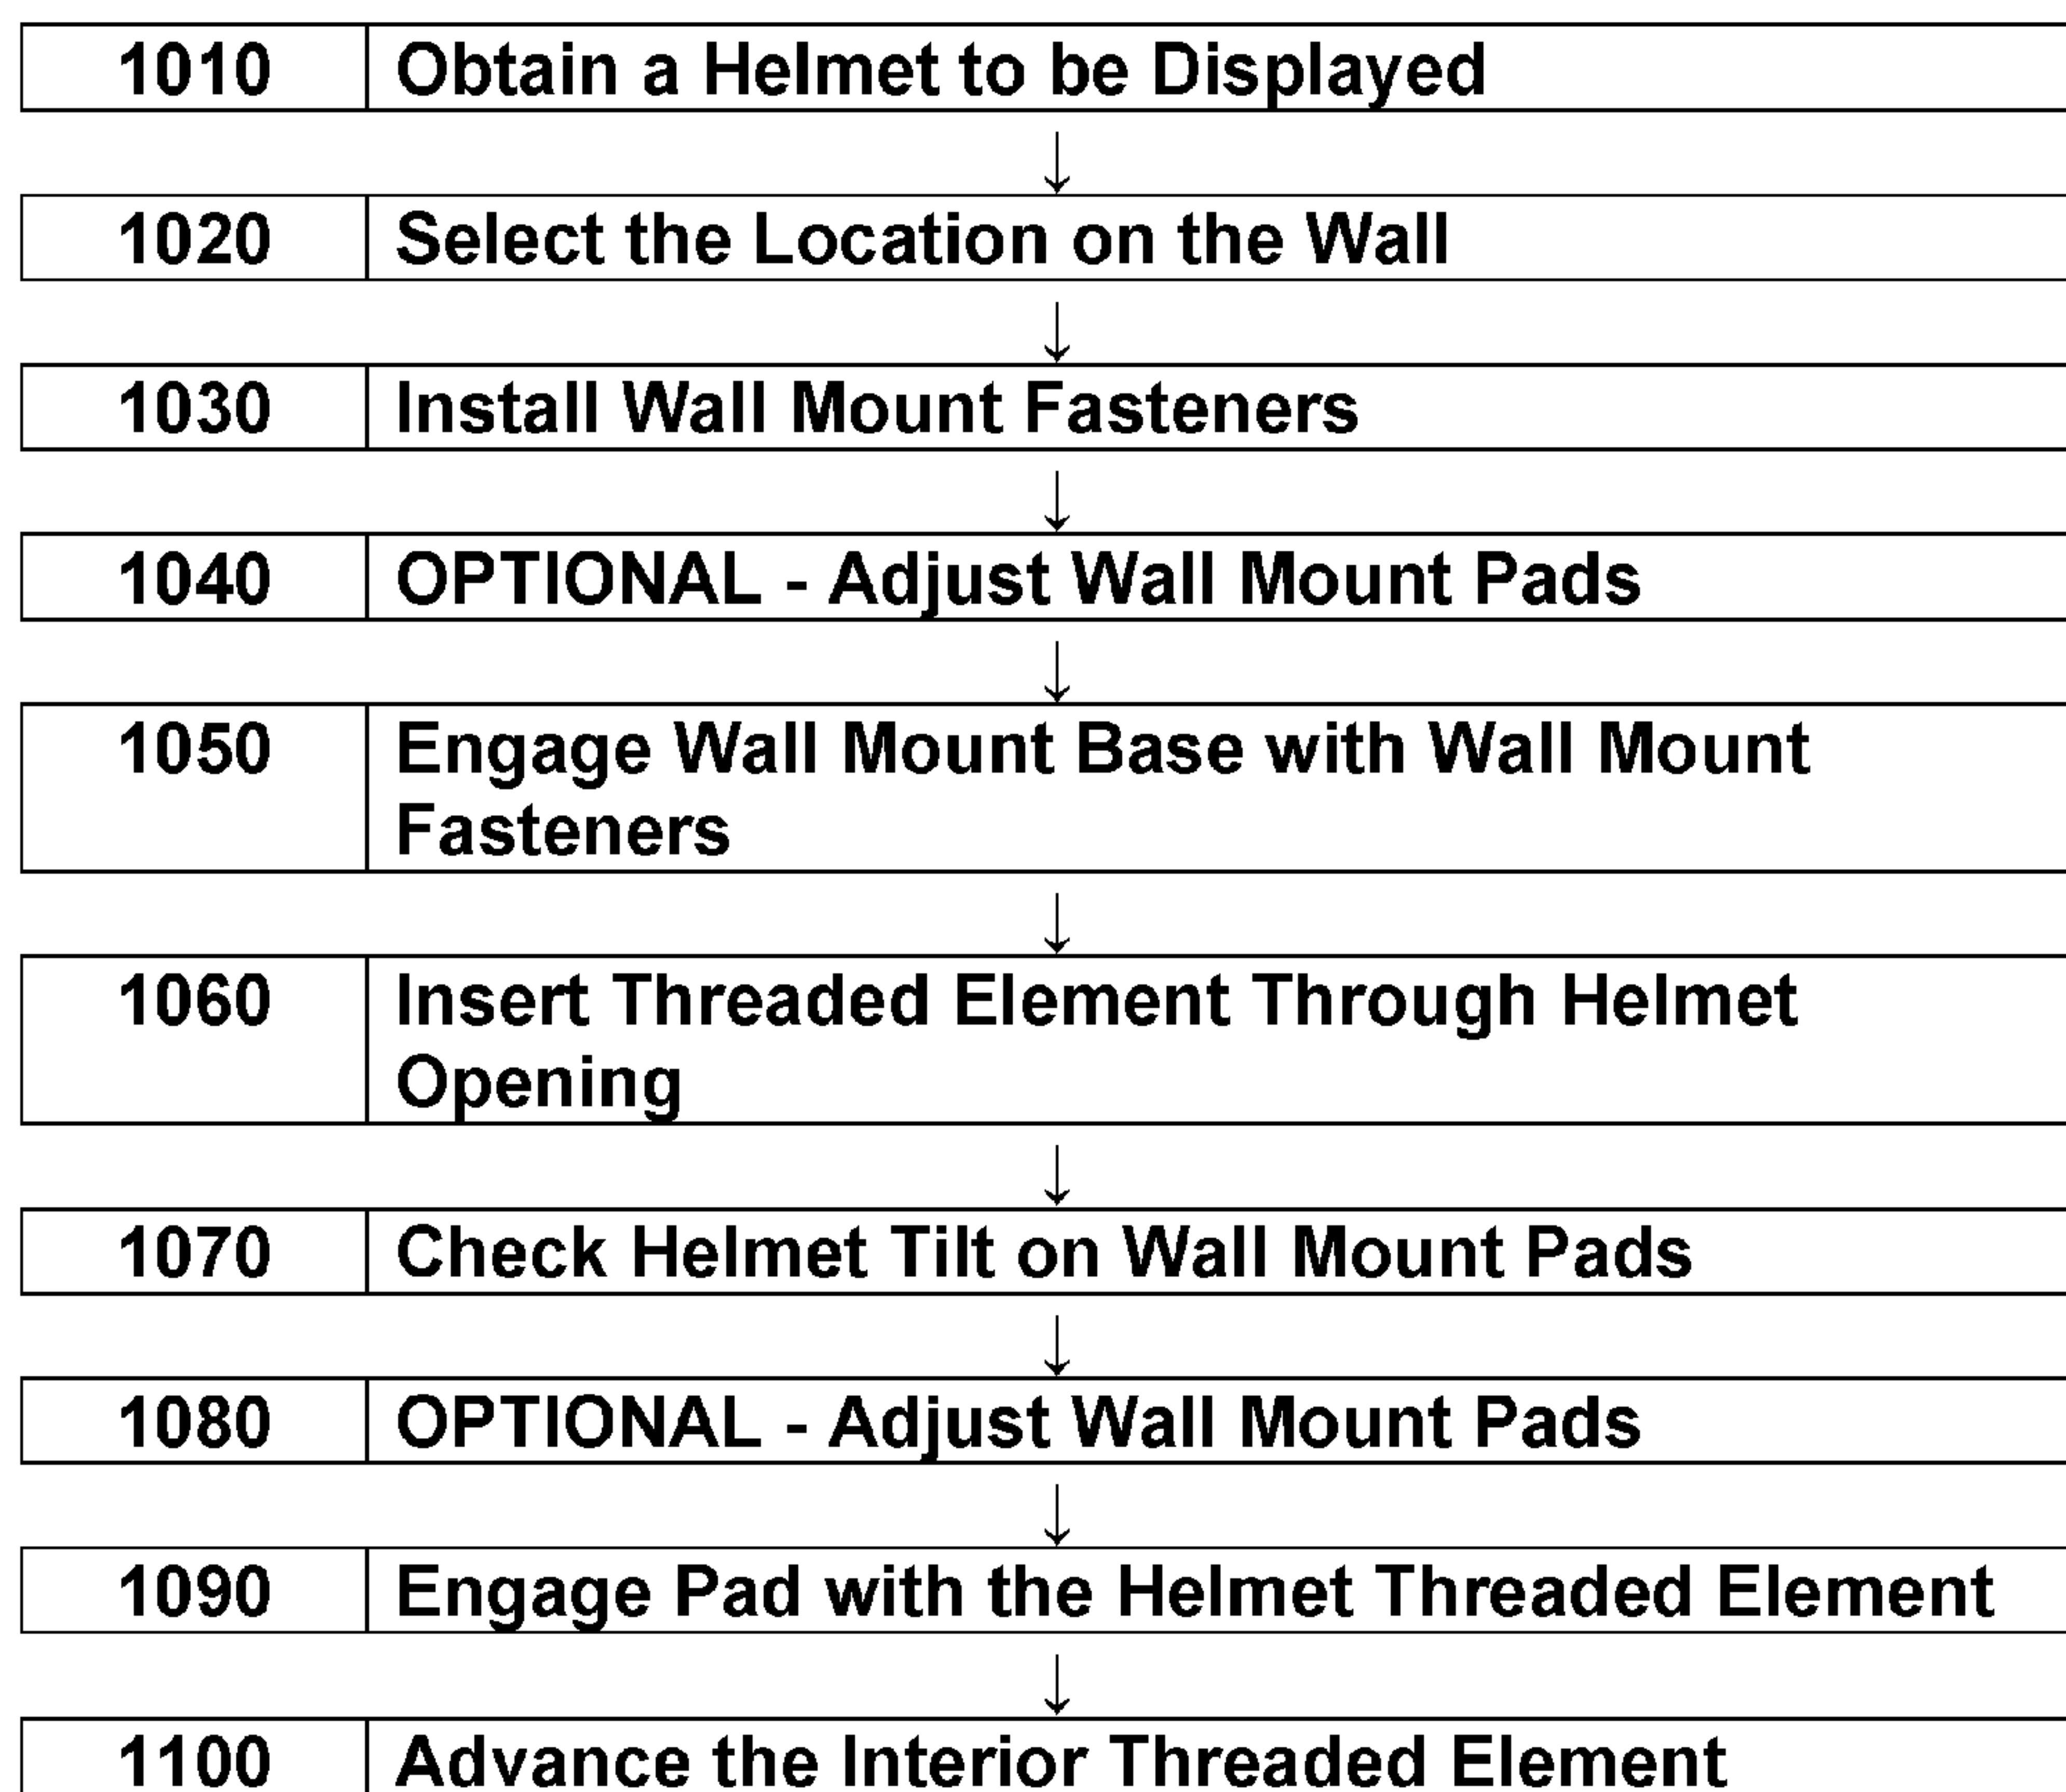 1010 Obtain a Helmet to be Displayed
↓
1020 Select the Location on the Wall
↓
1030 Install Wall Mount Fasteners
↓
1040 OPTIONAL - Adjust Wall Mount Pads
↓
1050 Engage Wall Mount Base with Wall Mount
Fasteners
↓
1060 Insert Threaded Element Through Helmet
Opening
↓
1070 Check Helmet Tilt on Wall Mount Pads
↓
1080 OPTIONAL - Adjust Wall Mount Pads
↓
1090 Engage Pad with the Helmet Threaded Element
↓
1100 Advance the Interior Threaded Element